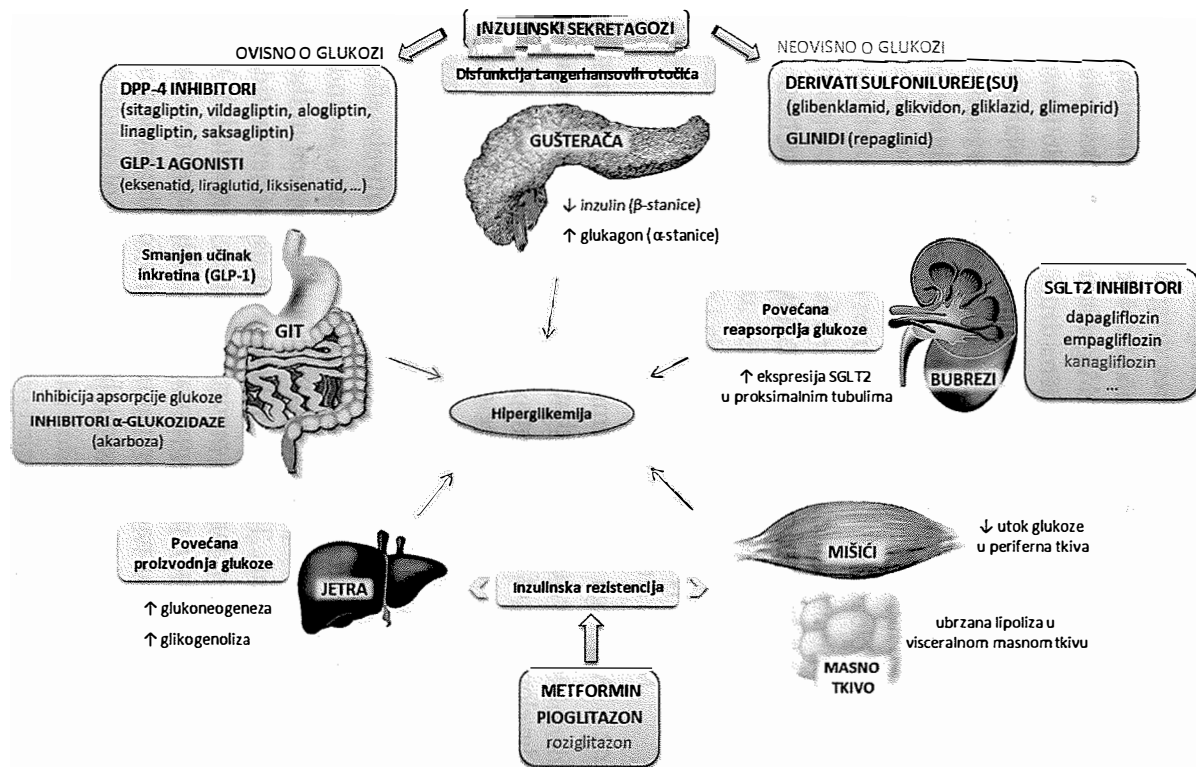 INZULINSKI SEKRETAGOZI
OVISNO O GLUKOZI
NEOVISNO O GLUKOZI
Disfunkcija Langerhansovih otočića
DPP-4 INHIBITORI
(sitagliptin, vildagliptin, alogliptin,
linagliptin, saksagliptin)
GLP-1 AGONISTI
(eksenatid, liraglutid, liksisenatid, ...)
DERIVATI SULFONILUREJE (SU)
(glibenklamid, glikvidon, gliklazid, glimepirid)
GLINIDI (repaglinid)
GUŠTERAČA
↓ inzulin (β-stanice)
↑ glukagon (α-stanice)
Smanjen učinak
inkretina (GLP-1)
GIT
Inhibicija apsorpcije glukoze
INHIBITORI α-GLUKOZIDAZE
(akarboza)
Povećana
reapsorpcija glukoze
↑ ekspresija SGLT2
u proksimalnim tubulima
BUBREZI
SGLT2 INHIBITORI
dapagliflozin
empagliflozin
kanagliflozin
...
Hiperglikemija
Povećana
proizvodnja glukoze
↑ glukoneogeneza
↑ glikogenoliza
JETRA
Inzulinska rezistencija
MIŠIĆI
↓ utok glukoze
u periferna tkiva
ubrzana lipoliza u
visceralnom masnom tkivu
MASNO
TKIVO
METFORMIN
PIOGLITAZON
roziglitazon